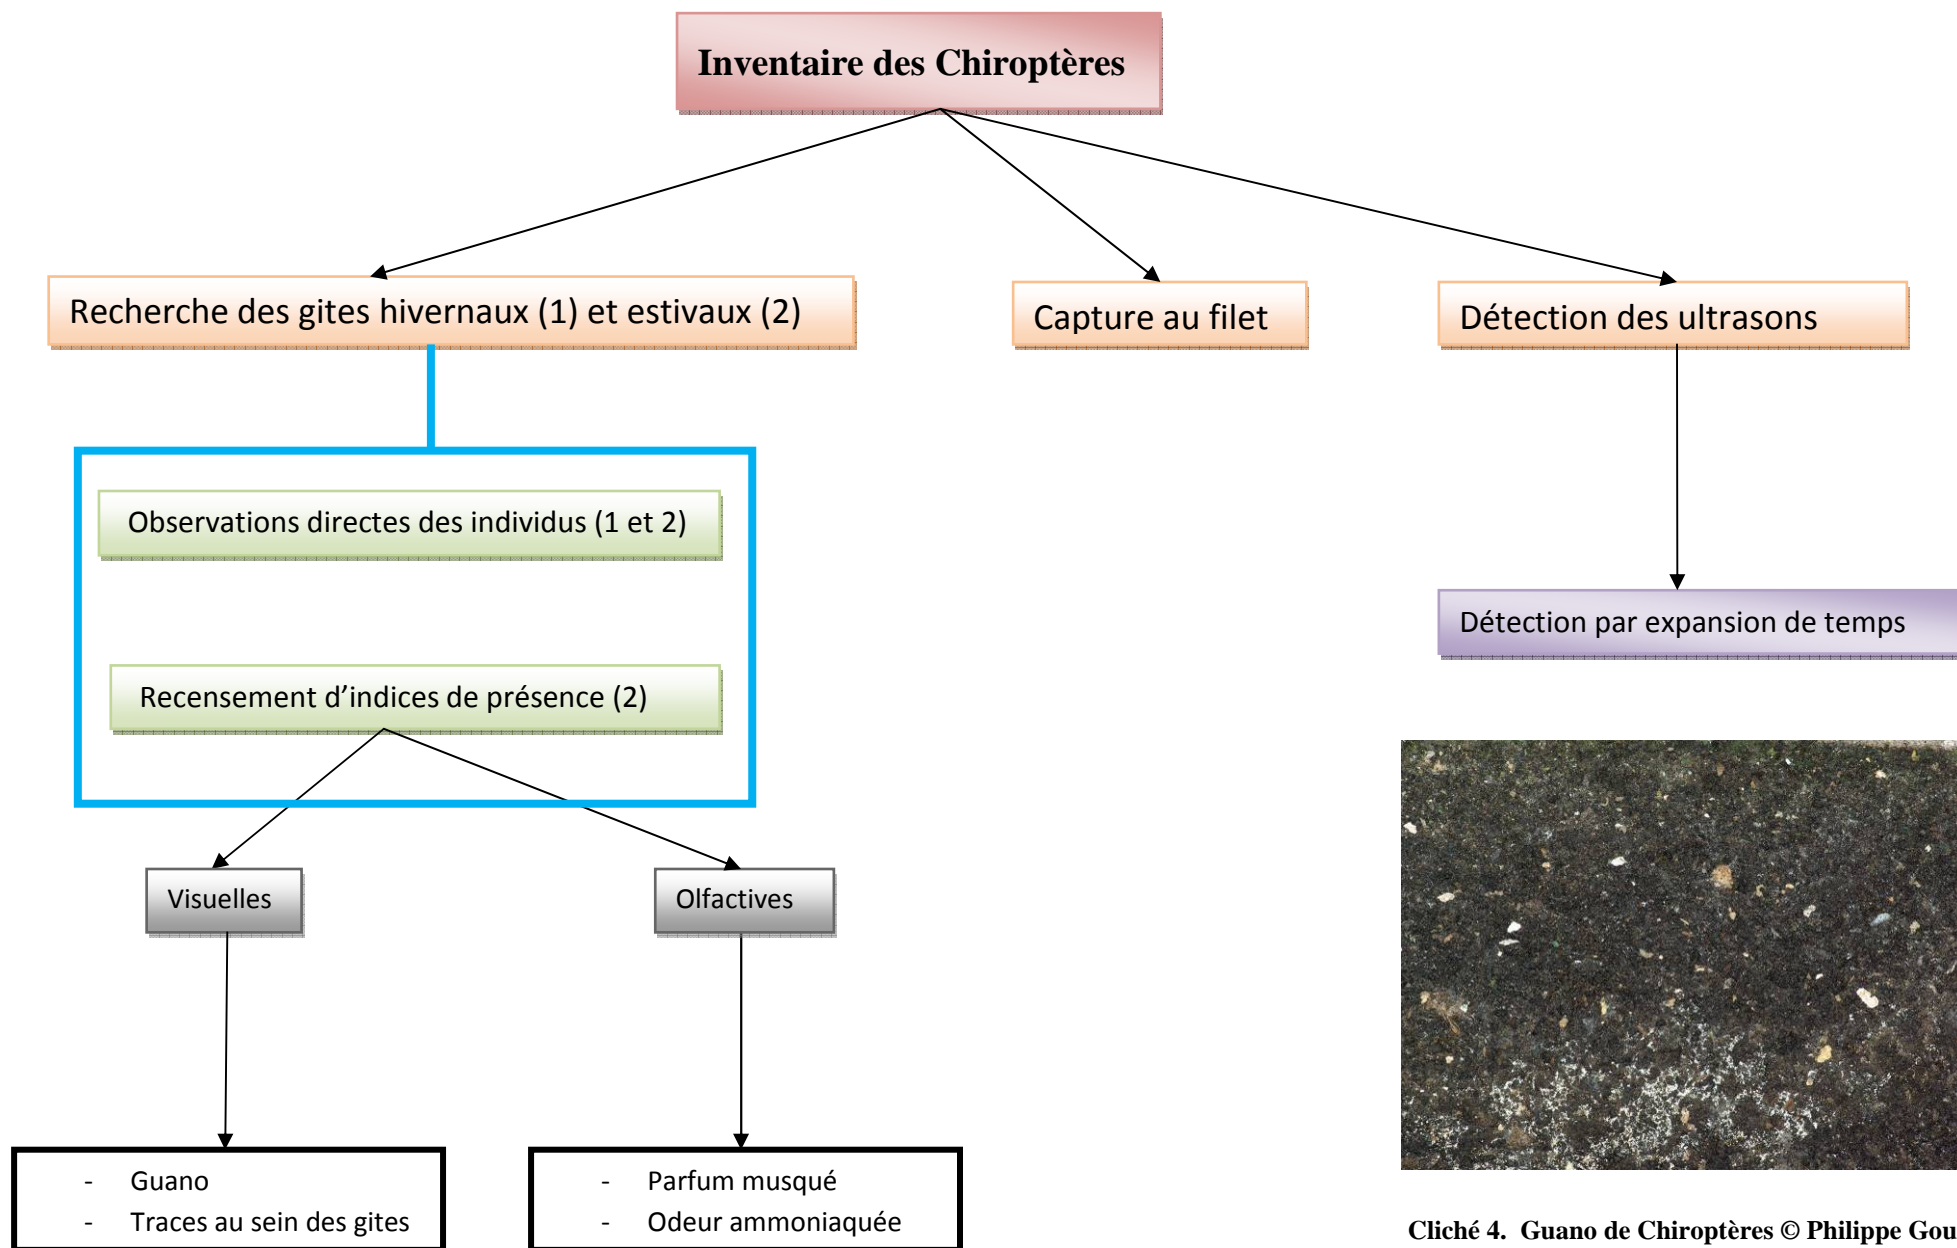 Inventaire des Chiroptères
Recherche des gites hivernaux (1) et estivaux (2)
Capture au filet
Détection des ultrasons
Observations directes des individus (1 et 2)
Détection par expansion de temps
Recensement d’indices de présence (2)
Visuelles
Olfactives
- Guano
- Traces au sein des gites
- Parfum musqué
- Odeur ammoniaquée
Cliché 4. Guano de Chiroptères © Philippe Gou